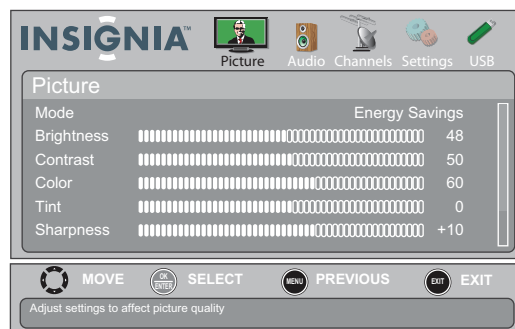 INSIGNIA™
Picture Audio Channels Settings USB
Picture
Mode Energy Savings
Brightness 48
Contrast 50
Color 60
Tint 0
Sharpness +10
MOVE OK ENTER SELECT MENU PREVIOUS EXIT EXIT
Adjust settings to affect picture quality